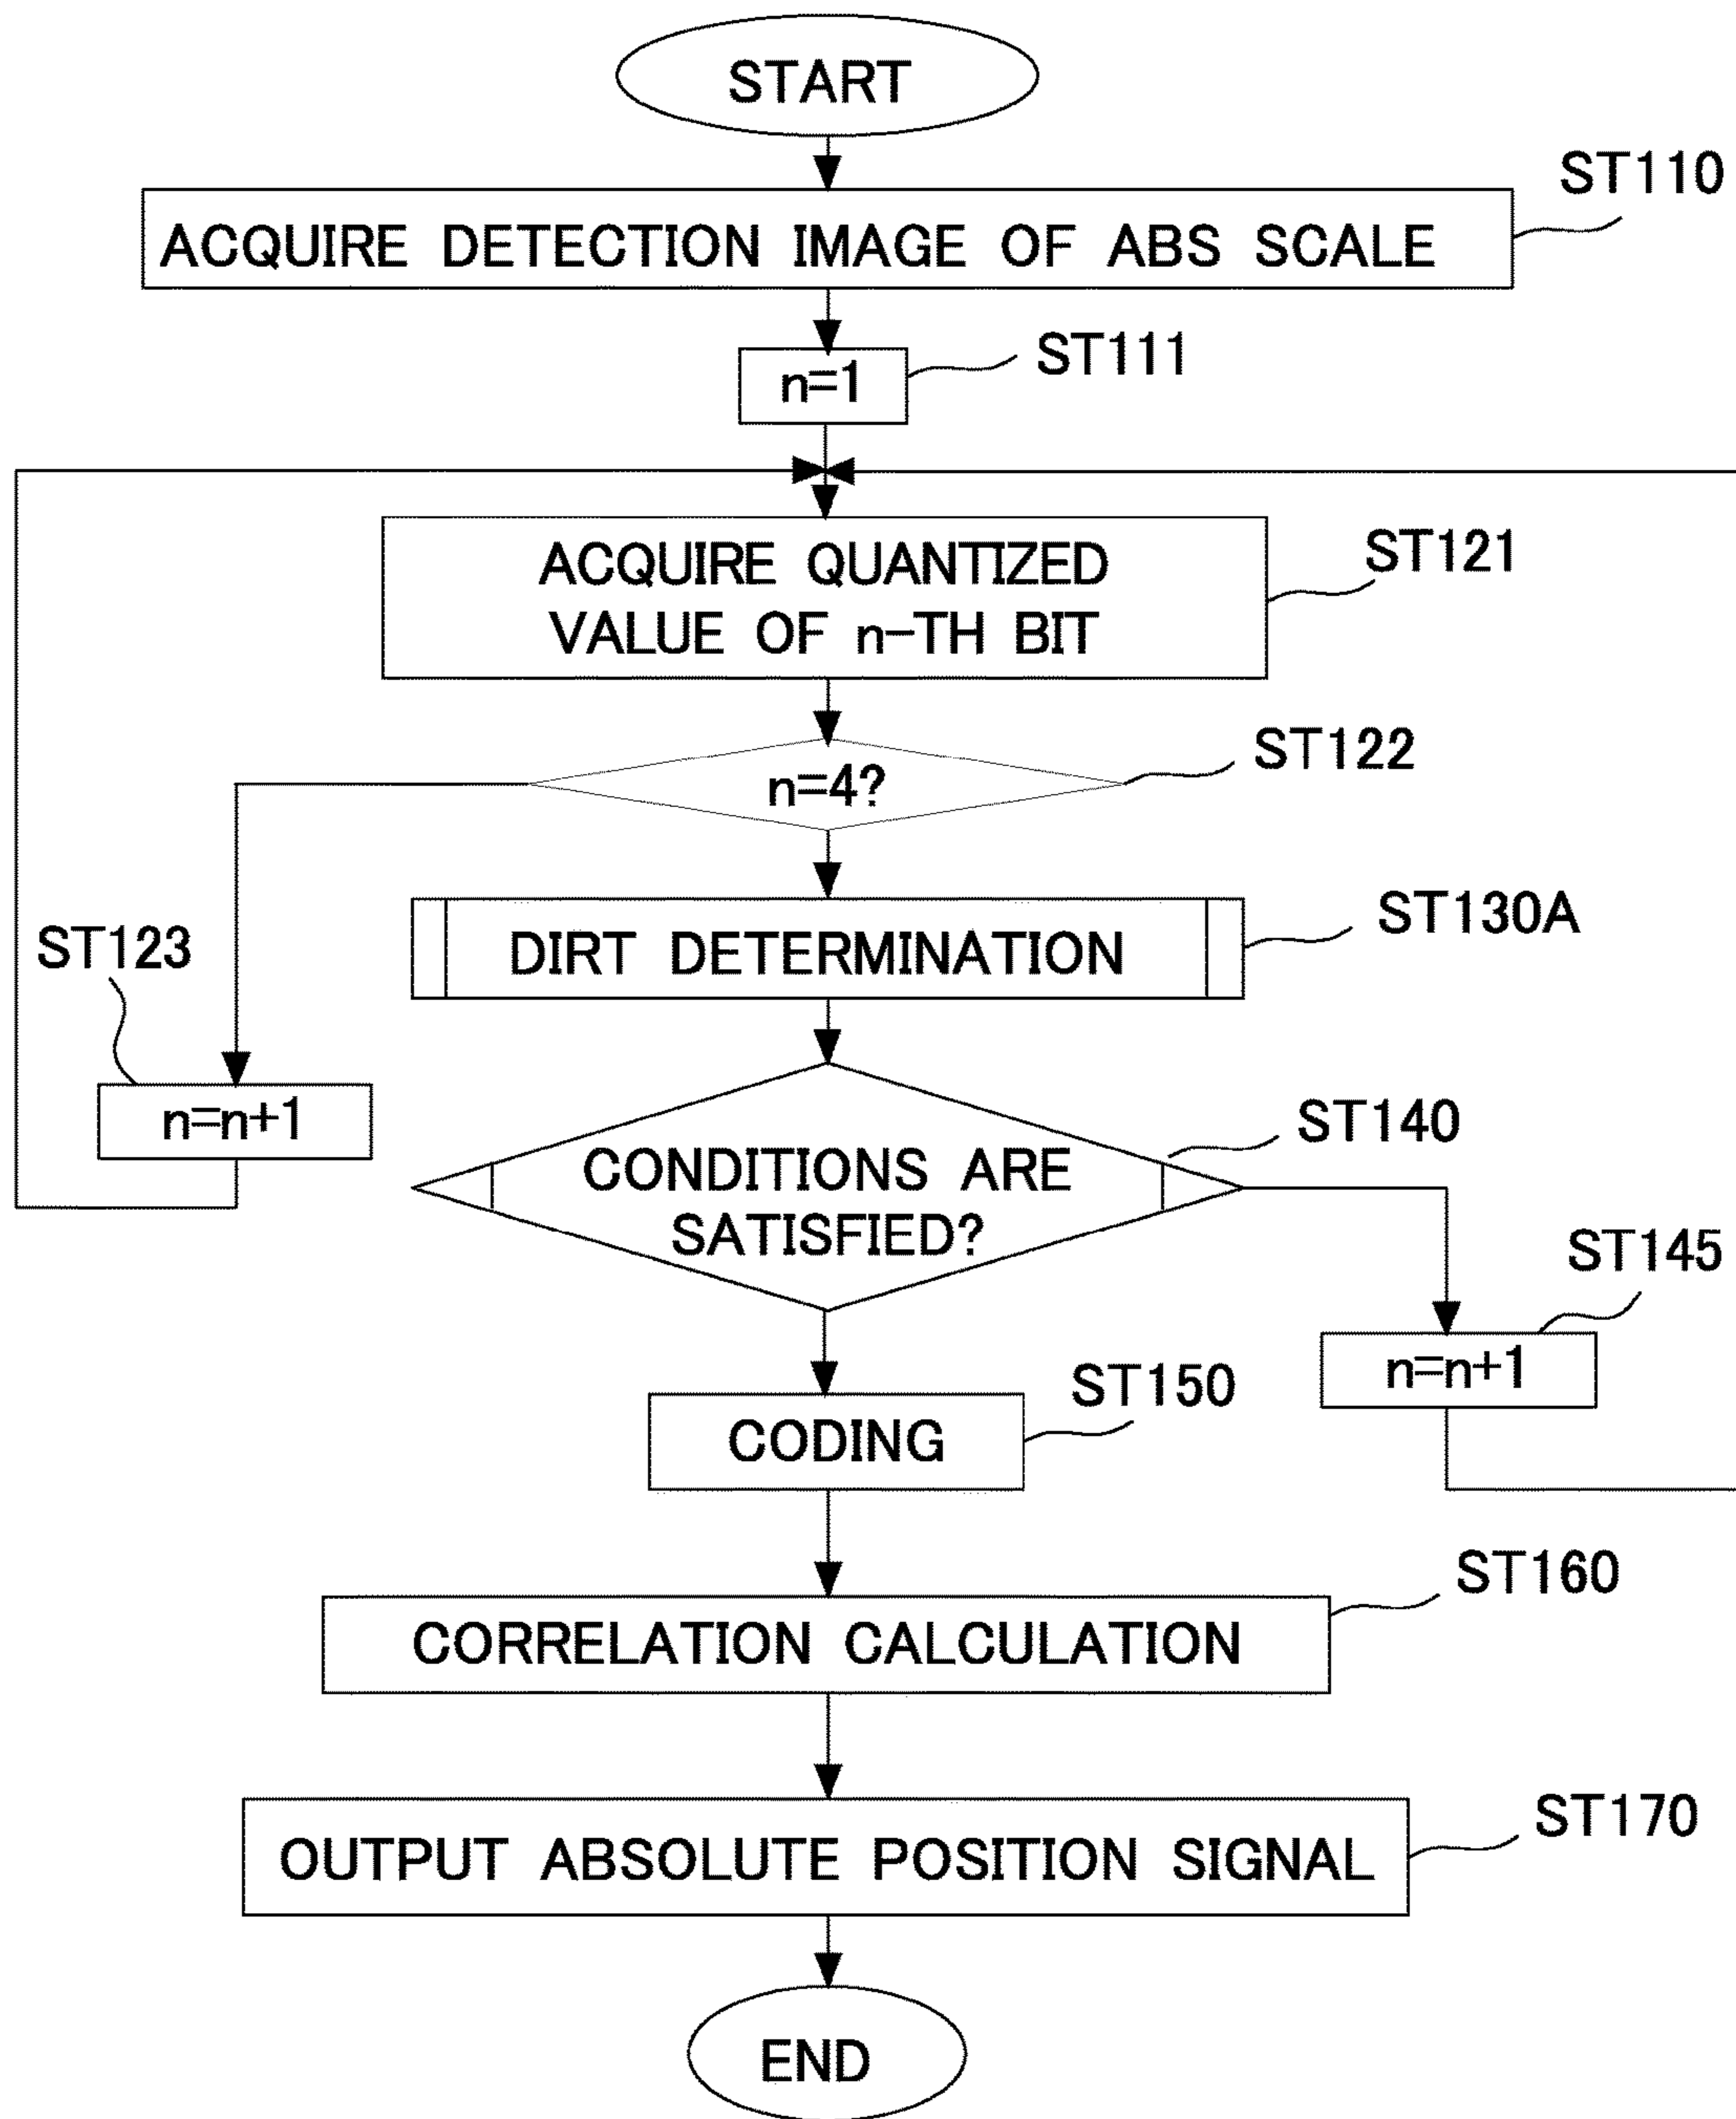 START
ST110
ACQUIRE DETECTION IMAGE OF ABS SCALE
ST111
n=1
ST121
ACQUIRE QUANTIZED
VALUE OF n-TH BIT
ST122
n=4?
ST130A
DIRT DETERMINATION
ST123
n=n+1
ST140
CONDITIONS ARE
SATISFIED?
ST145
n=n+1
ST150
CODING
ST160
CORRELATION CALCULATION
ST170
OUTPUT ABSOLUTE POSITION SIGNAL
END